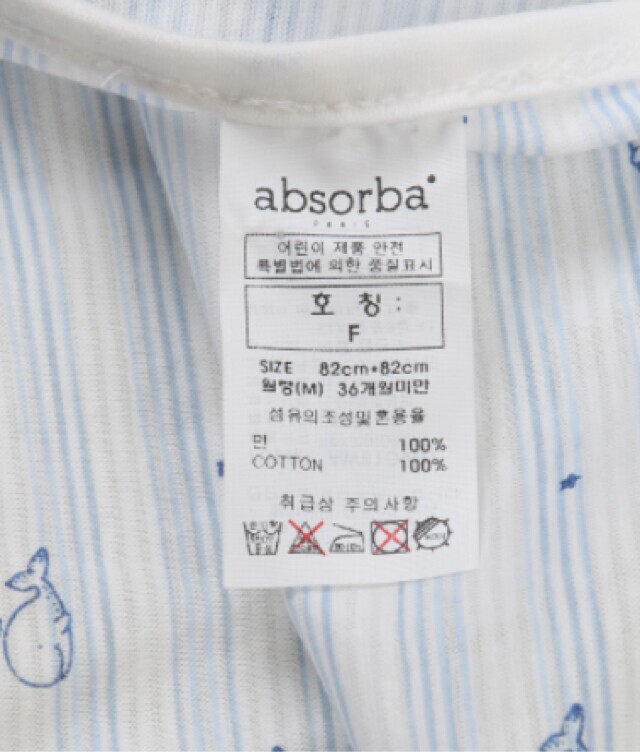 absorba
PARIS
어린이 제품 안전
특별법에 의한 품질표시
호 칭 :
F
SIZE 82cm*82cm
월령(M) 36개월미만
섬유의조성및혼용율
면 100%
COTTON 100%
취급상 주의사항